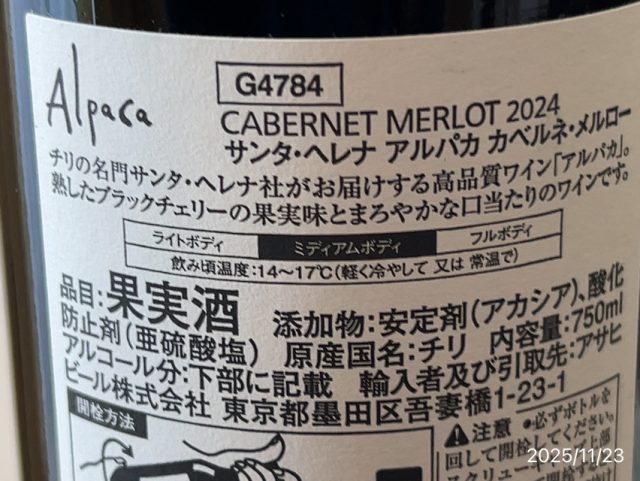 Alpaca
G4784
CABERNET MERLOT 2024
サンタ・ヘレナ アルパカ カベルネ・メルロー
チリの名門サンタ・ヘレナ社がお届けする高品質ワイン「アルパカ」。
熟したブラックチェリーの果実味とまろやかな口当たりのワインです。
ライトボディ ミディアムボディ フルボディ
飲み頃温度:14〜17℃(軽く冷やして 又は 常温で)
品目:果実酒 添加物:安定剤(アカシア)、酸化
防止剤(亜硫酸塩) 原産国名:チリ 内容量:750ml
アルコール分:下部に記載 輸入者及び引取先:アサヒ
ビール株式会社 東京都墨田区吾妻橋1-23-1
開栓方法
注意 ●必ずボトルを
回して開栓してください。
スクリューキャップ上部
2025/11/23